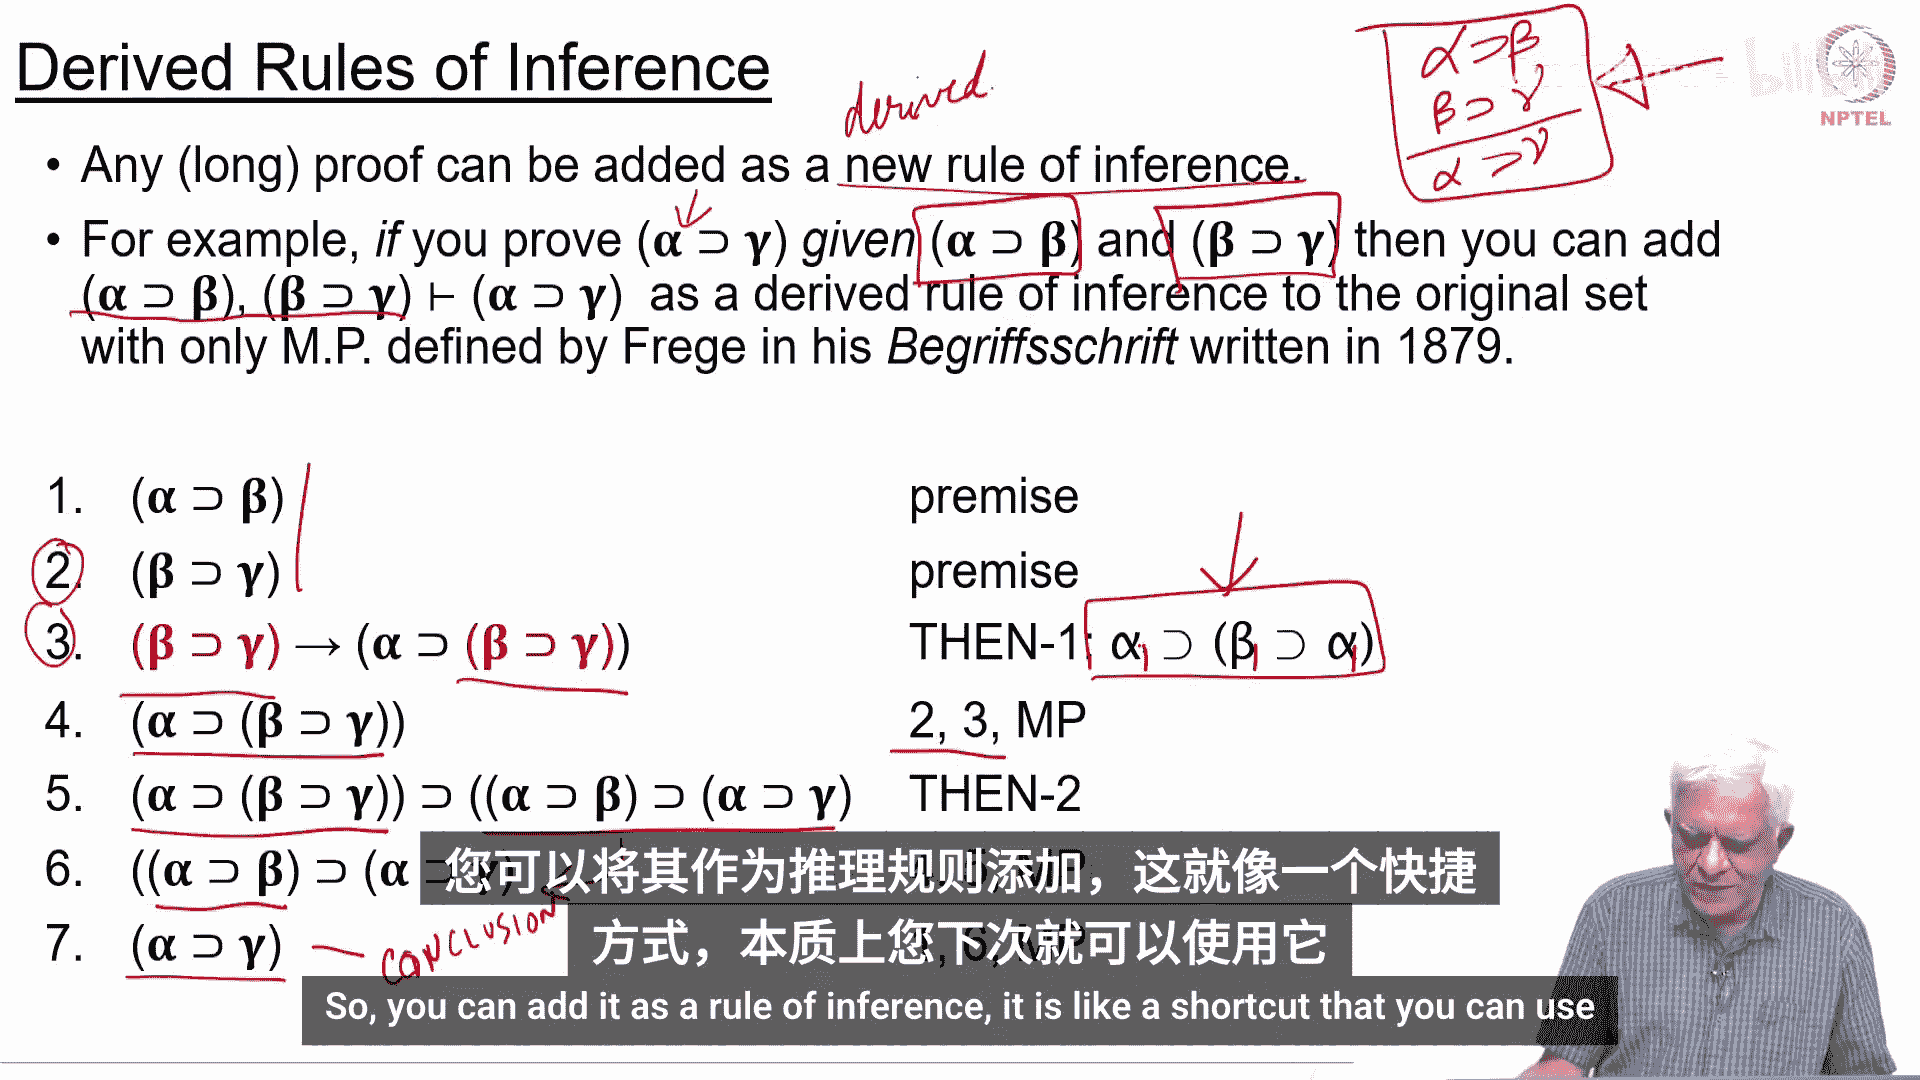 Derived Rules of Inference
derived
α ⊃ β
β ⊃ γ
α ⊃ γ
NPTEL
• Any (long) proof can be added as a new rule of inference.
• For example, if you prove (α ⊃ γ) given (α ⊃ β) and (β ⊃ γ) then you can add
(α ⊃ β), (β ⊃ γ) ⊢ (α ⊃ γ) as a derived rule of inference to the original set
with only M.P. defined by Frege in his Begriffsschrift written in 1879.
1. (α ⊃ β) premise
2. (β ⊃ γ) premise
3. (β ⊃ γ) → (α ⊃ (β ⊃ γ)) THEN-1: α₁ ⊃ (β₁ ⊃ α₁)
4. (α ⊃ (β ⊃ γ)) 2, 3, MP
5. (α ⊃ (β ⊃ γ)) ⊃ ((α ⊃ β) ⊃ (α ⊃ γ) THEN-2
6. ((α ⊃ β) ⊃ (α ⊃
7. (α ⊃ γ) CONCLUSION
您可以将其作为推理规则添加，这就像一个快捷
方式，本质上您下次就可以使用它
So, you can add it as a rule of inference, it is like a shortcut that you can use